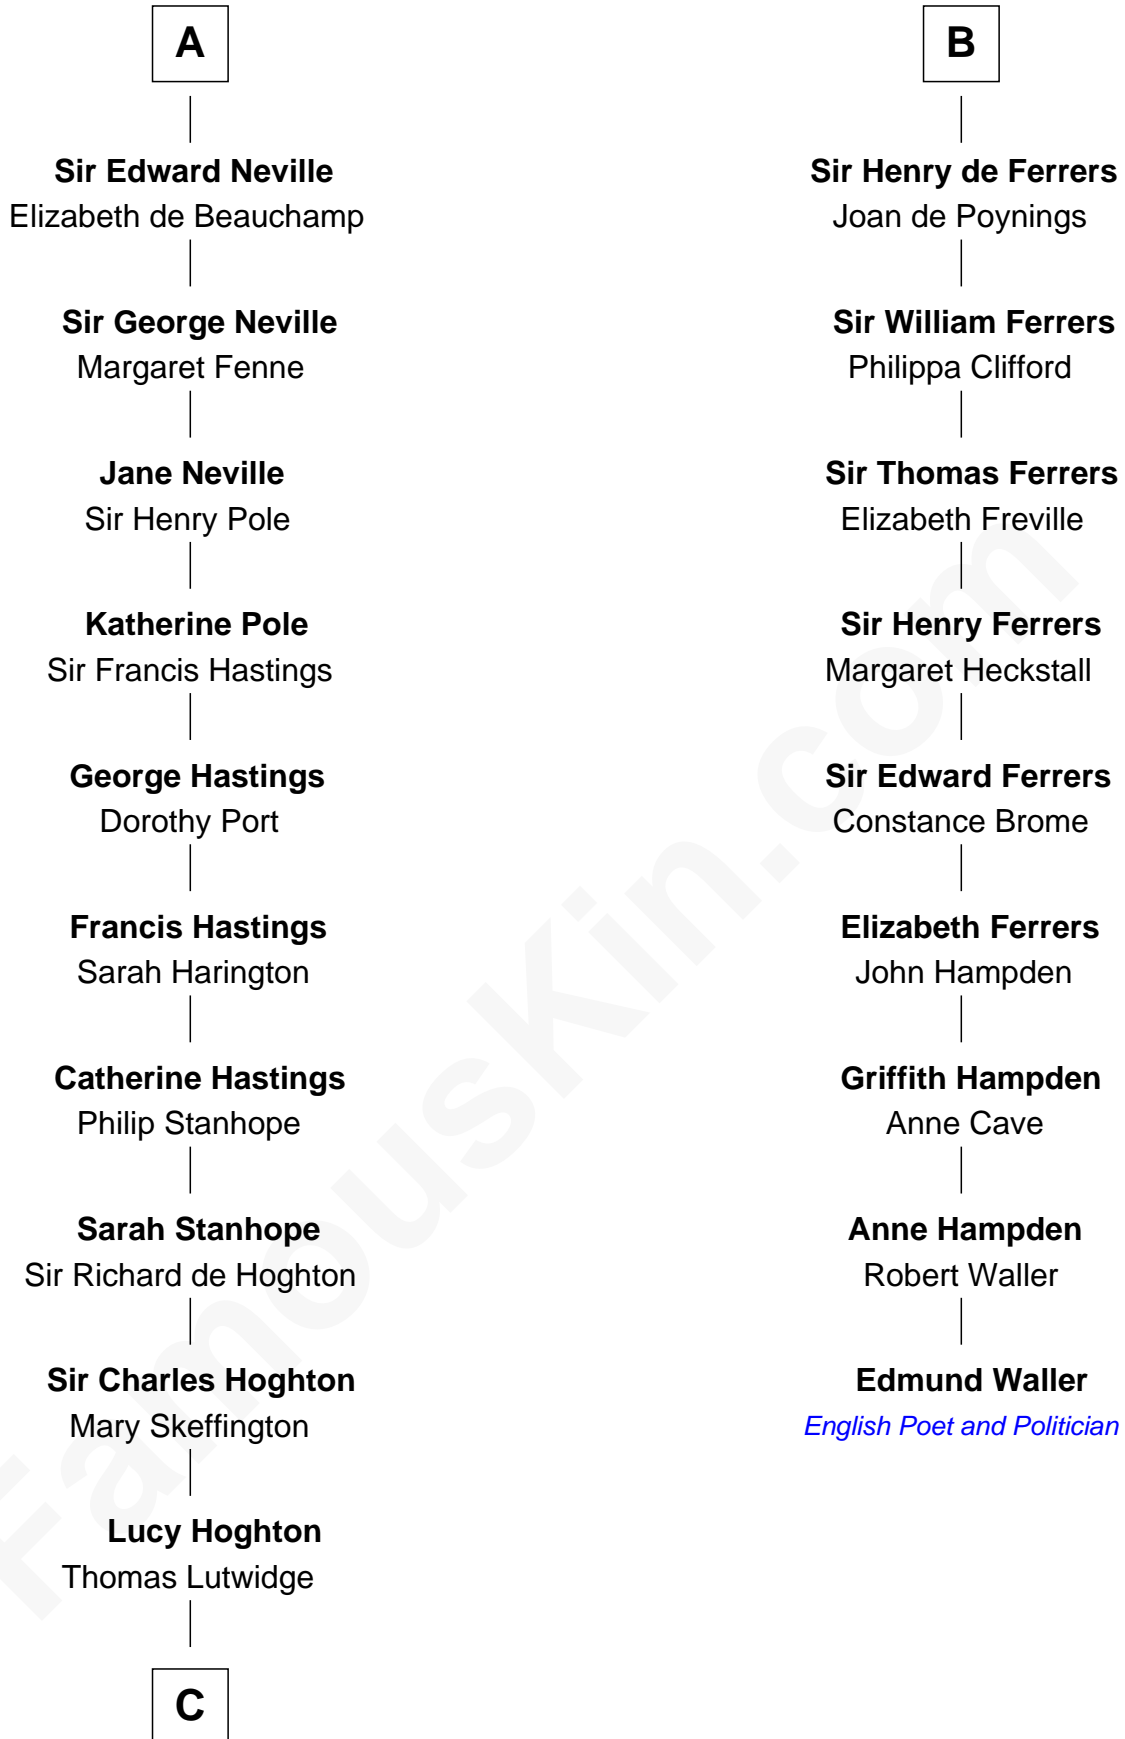 A
Sir Edward Neville
Elizabeth de Beauchamp
Sir George Neville
Margaret Fenne
Jane Neville
Sir Henry Pole
Katherine Pole
Sir Francis Hastings
George Hastings
Dorothy Port
Francis Hastings
Sarah Harington
Catherine Hastings
Philip Stanhope
Sarah Stanhope
Sir Richard de Hoghton
Sir Charles Hoghton
Mary Skeffington
Lucy Hoghton
Thomas Lutwidge
C
B
Sir Henry de Ferrers
Joan de Poynings
Sir William Ferrers
Philippa Clifford
Sir Thomas Ferrers
Elizabeth Freville
Sir Henry Ferrers
Margaret Heckstall
Sir Edward Ferrers
Constance Brome
Elizabeth Ferrers
John Hampden
Griffith Hampden
Anne Cave
Anne Hampden
Robert Waller
Edmund Waller
English Poet and Politician
FamousKin.com